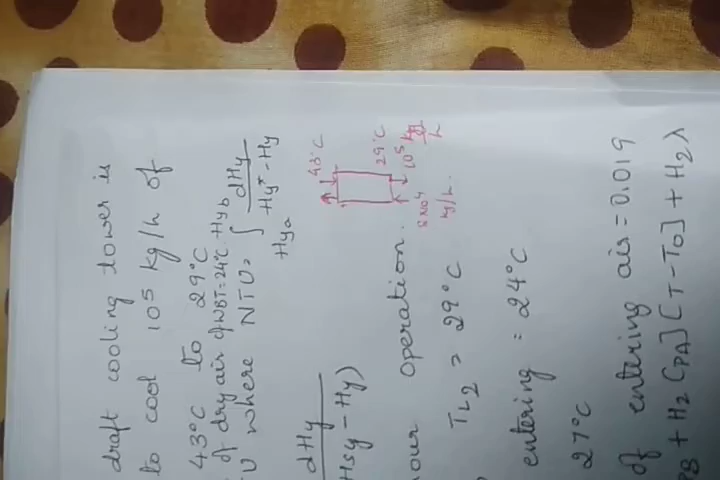 draft cooling tower is
to cool 10⁵ kg/h of
43°C to 29°C
of dry air of WBT=24°C. Hyb
U where NTU = ∫ dHy / Hy* - Hy
Hya
dHy
Hsy - Hy)
43°C
29°C
10⁵ kg/h
8x10⁴ kg/h.
our operation.
TL2 = 29°C
entering = 24°C
27°C
of entering air = 0.019
PB + H2 CPA] [T-T0] + H2 λ